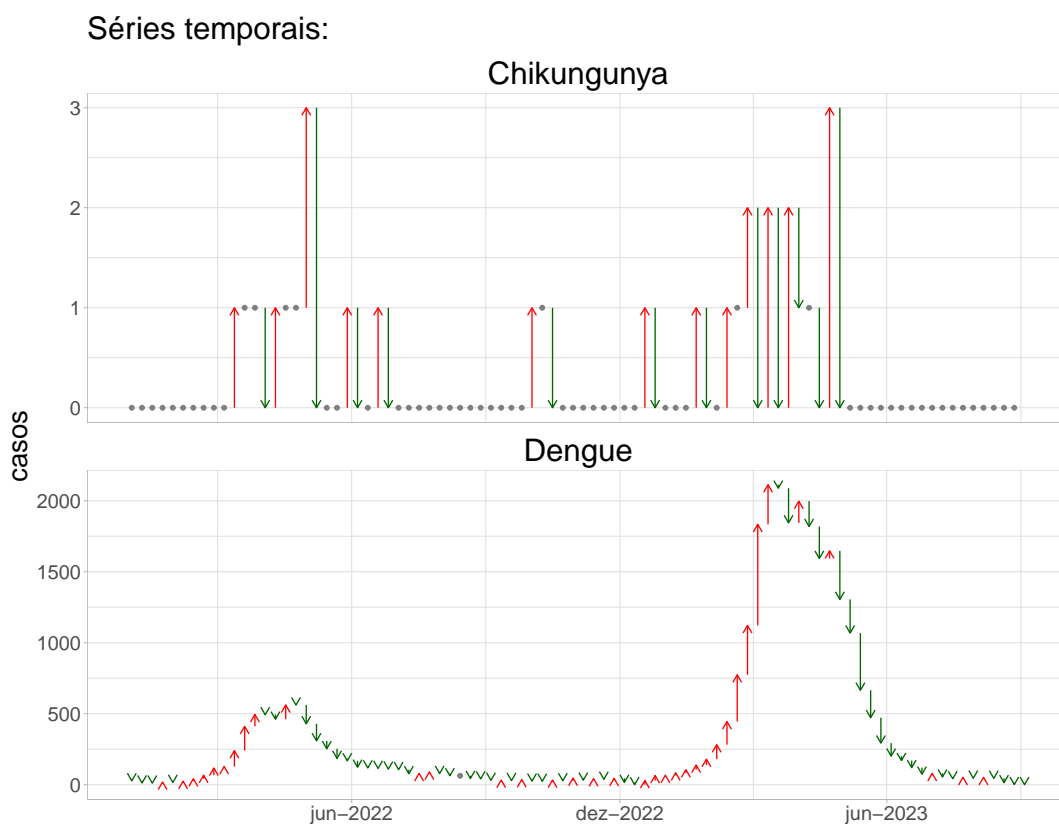 Séries temporais:
Chikungunya
3
2
1
0
casos
Dengue
2000
1500
1000
500
0
jun−2022
dez−2022
jun−2023